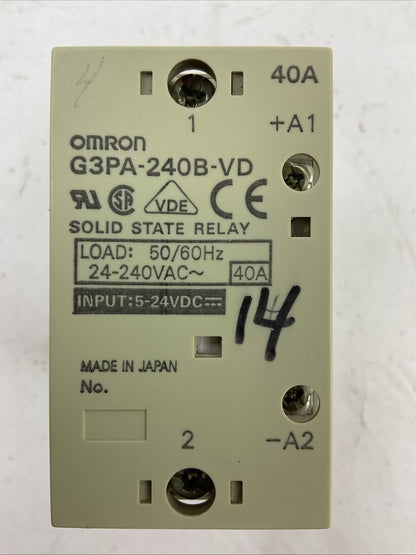 4
40A
1
+A1
OMRON
G3PA-240B-VD
VDE CE
SOLID STATE RELAY
LOAD: 50/60Hz
24-240VAC~ 40A
INPUT:5-24VDC⎓
14
MADE IN JAPAN
No.
2
-A2